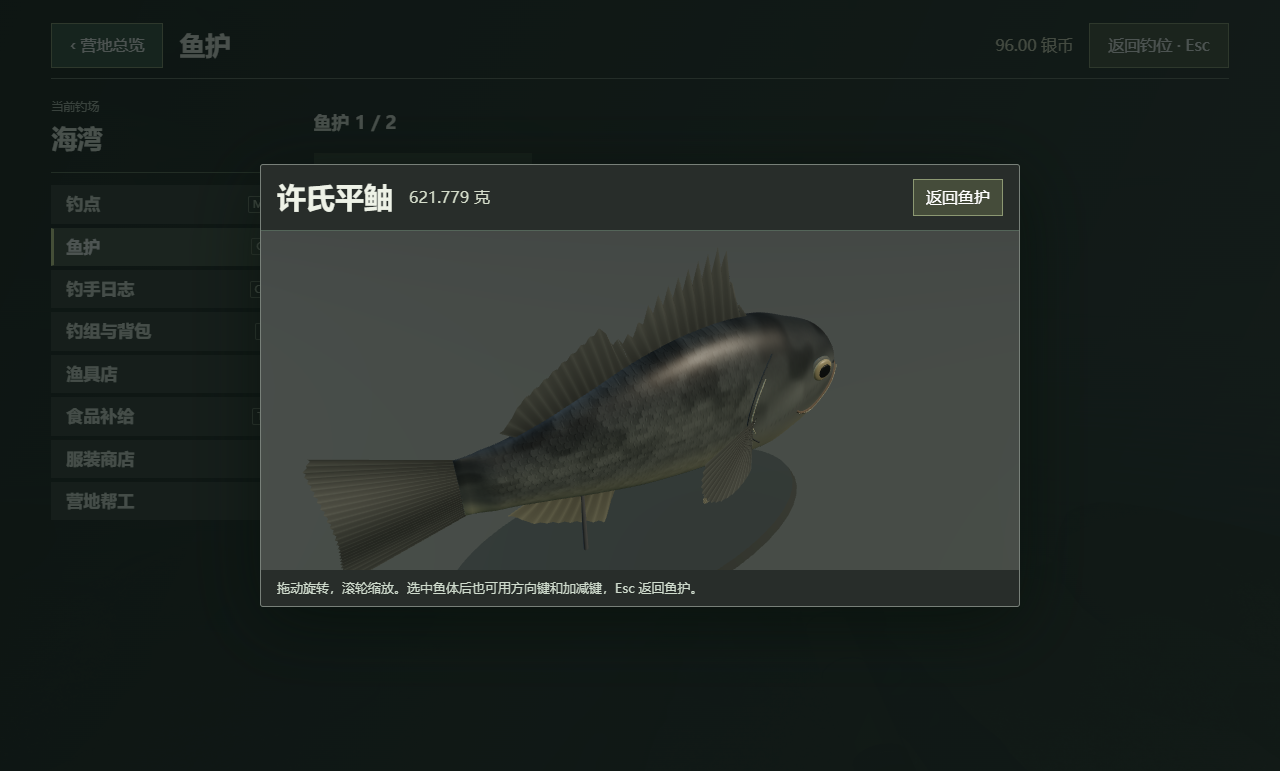 ‹ 营地总览
鱼护
96.00 银币
返回钓位 · Esc
当前钓场
海湾
鱼护 1 / 2
钓点
鱼护
钓手日志
钓组与背包
渔具店
食品补给
服装商店
营地帮工
许氏平鲉
621.779 克
返回鱼护
拖动旋转，滚轮缩放。选中鱼体后也可用方向键和加减键，Esc 返回鱼护。